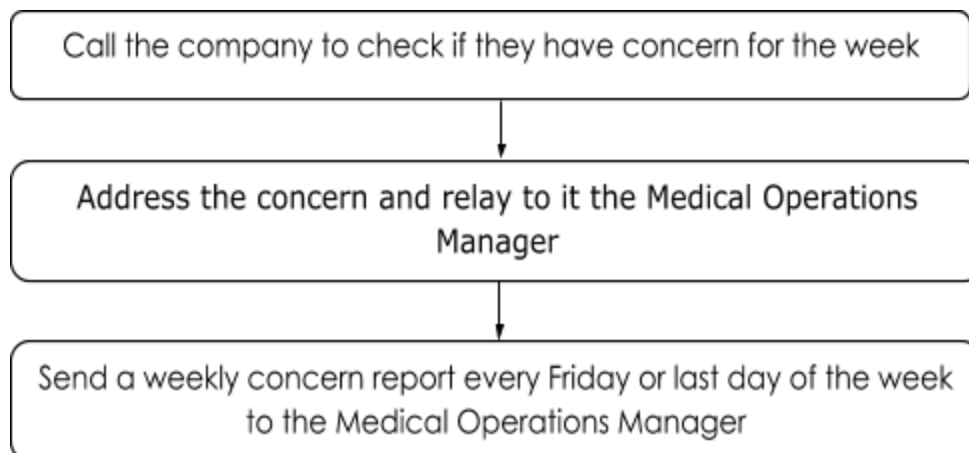 Call the company to check if they have concern for the week
Address the concern and relay to it the Medical Operations
Manager
Send a weekly concern report every Friday or last day of the week
to the Medical Operations Manager